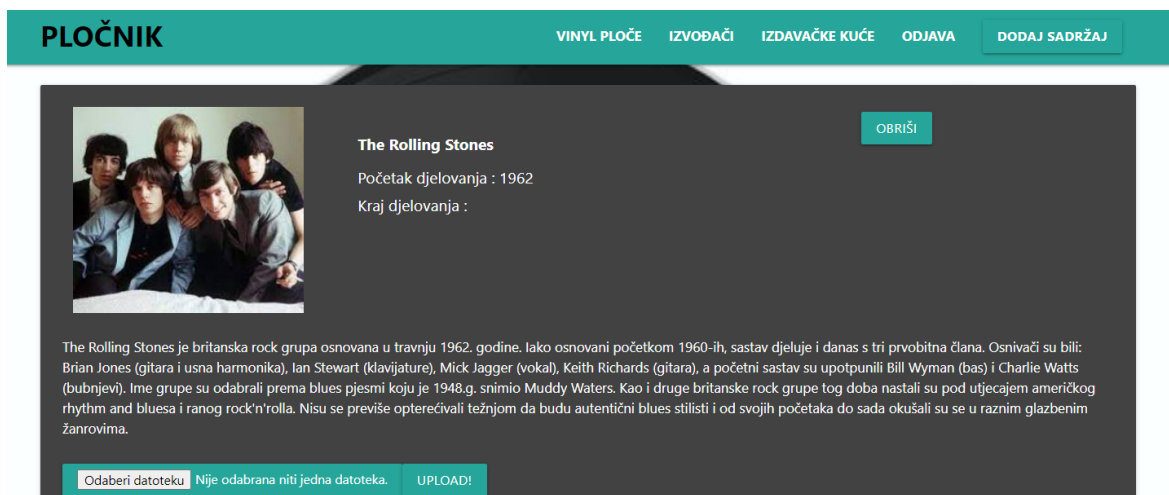 PLOČNIK
VINYL PLOČE IZVOĐAČI IZDAVAČKE KUĆE ODJAVA DODAJ SADRŽAJ
OBRIŠI
The Rolling Stones
Početak djelovanja : 1962
Kraj djelovanja :
The Rolling Stones je britanska rock grupa osnovana u travnju 1962. godine. Iako osnovani početkom 1960-ih, sastav djeluje i danas s tri prvobitna člana. Osnivači su bili:
Brian Jones (gitara i usna harmonika), Ian Stewart (klavijature), Mick Jagger (vokal), Keith Richards (gitara), a početni sastav su upotpunili Bill Wyman (bas) i Charlie Watts
(bubnjevi). Ime grupe su odabrali prema blues pjesmi koju je 1948.g. snimio Muddy Waters. Kao i druge britanske rock grupe tog doba nastali su pod utjecajem američkog
rhythm and bluesa i ranog rock'n'rolla. Nisu se previše opterećivali težnjom da budu autentični blues stilisti i od svojih početaka do sada okušali su se u raznim glazbenim
žanrovima.
Odaberi datoteku Nije odabrana niti jedna datoteka. UPLOAD!